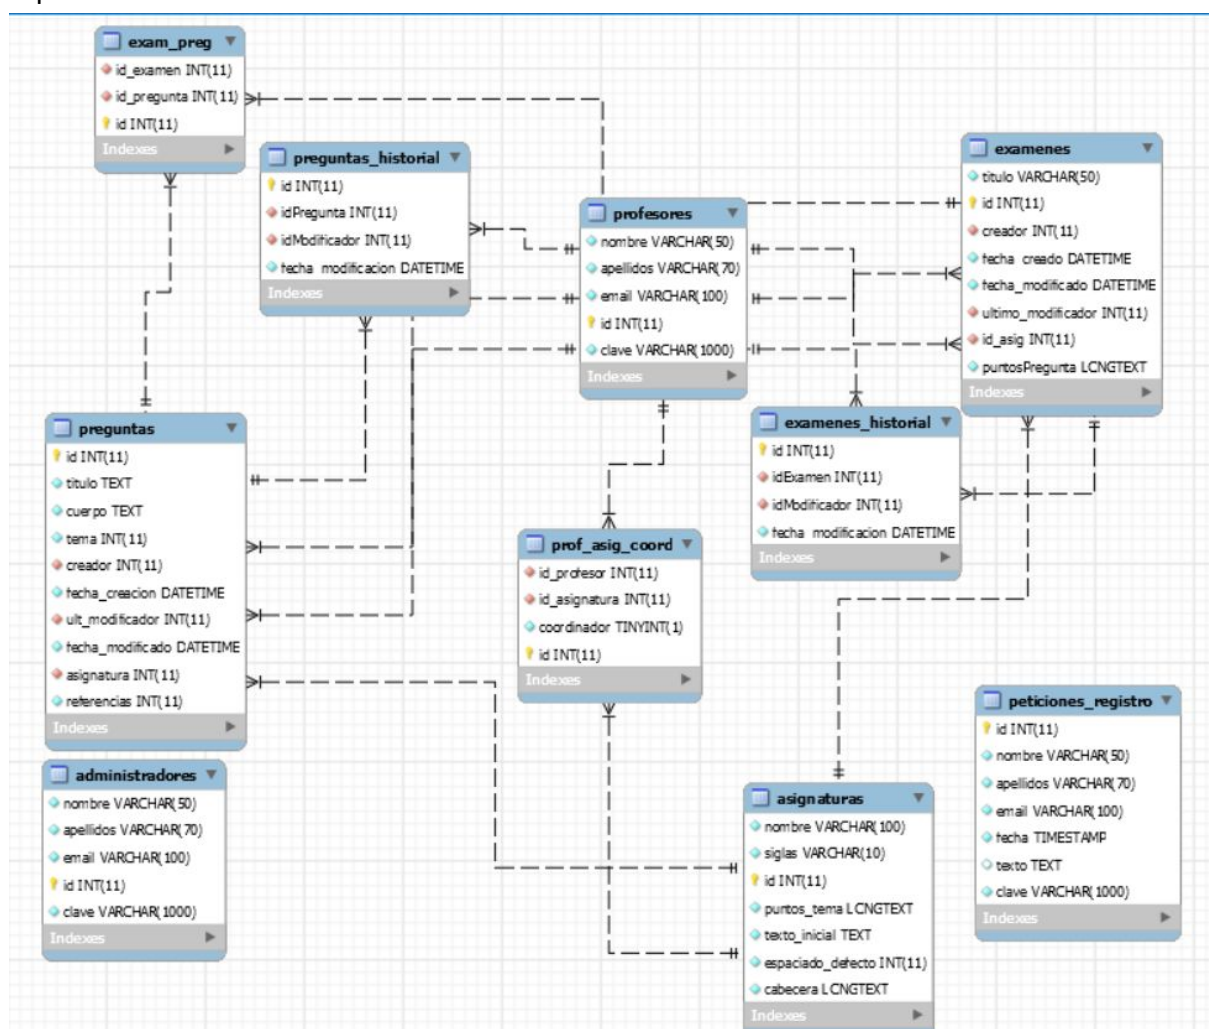 exam_preg
id_examen INT(11)
id_pregunta INT(11)
id INT(11)
Indexes
preguntas_historial
id INT(11)
idPregunta INT(11)
idModificador INT(11)
fecha_modificacion DATETIME
Indexes
profesores
nombre VARCHAR(50)
apellidos VARCHAR(70)
email VARCHAR(100)
id INT(11)
clave VARCHAR(1000)
Indexes
examenes
titulo VARCHAR(50)
id INT(11)
creador INT(11)
fecha_creado DATETIME
fecha_modificado DATETIME
ultimo_modificador INT(11)
id_asig INT(11)
puntosPregunta LONGTEXT
Indexes
preguntas
id INT(11)
titulo TEXT
cuerpo TEXT
tema INT(11)
creador INT(11)
fecha_creacion DATETIME
ult_modificador INT(11)
fecha_modificado DATETIME
asignatura INT(11)
referencias INT(11)
Indexes
examenes_historial
id INT(11)
idExamen INT(11)
idModificador INT(11)
fecha_modificacion DATETIME
Indexes
prof_asig_coord
id_profesor INT(11)
id_asignatura INT(11)
coordinador TINYINT(1)
id INT(11)
Indexes
peticiones_registro
id INT(11)
nombre VARCHAR(50)
apellidos VARCHAR(70)
email VARCHAR(100)
fecha TIMESTAMP
texto TEXT
clave VARCHAR(1000)
Indexes
administradores
nombre VARCHAR(50)
apellidos VARCHAR(70)
email VARCHAR(100)
id INT(11)
clave VARCHAR(1000)
Indexes
asignaturas
nombre VARCHAR(100)
siglas VARCHAR(10)
id INT(11)
puntos_tema LONGTEXT
texto_inicial TEXT
espaciado_defecto INT(11)
cabecera LONGTEXT
Indexes